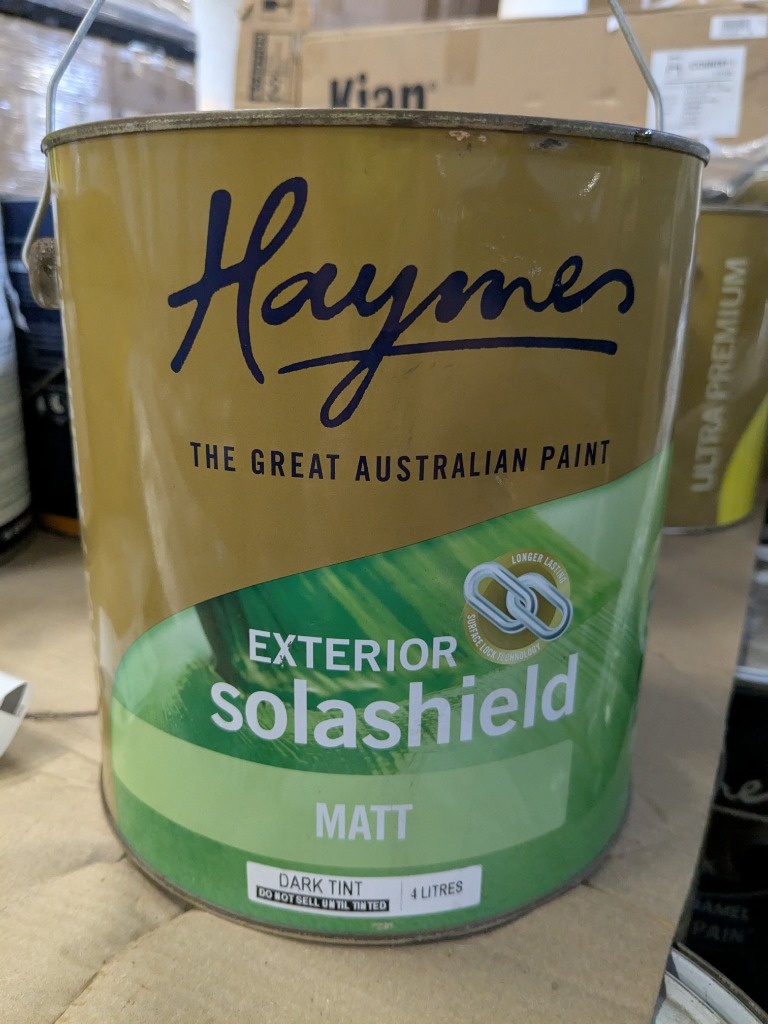 Kian
Haymes
THE GREAT AUSTRALIAN PAINT
LONGER LASTING
SURFACE LOCK TECHNOLOGY
EXTERIOR
solashield
MATT
DARK TINT
DO NOT SELL UNTIL TINTED
4 LITRES
ULTRA PREMIUM